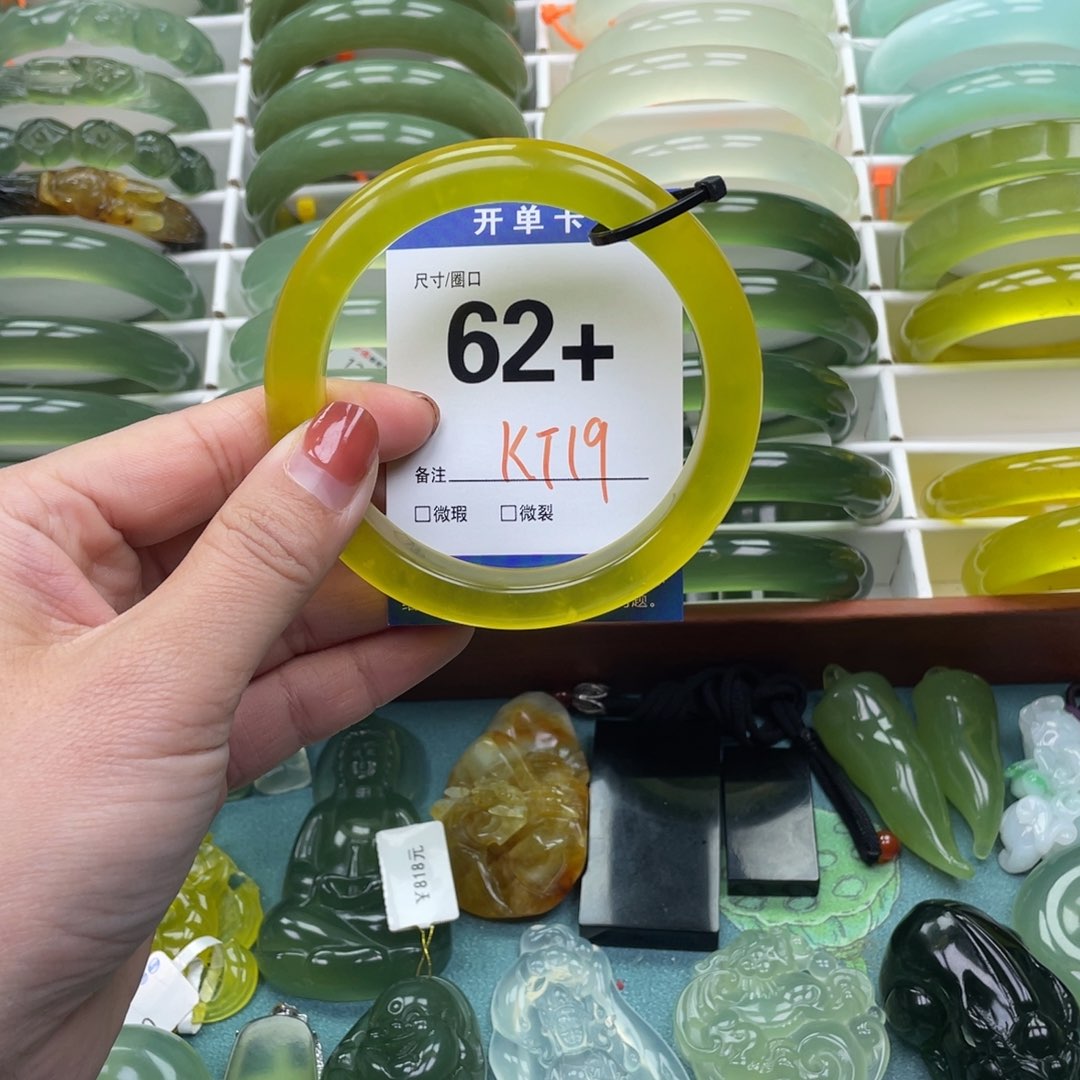 开单卡
尺寸/圈口
62+
KT19
备注
□微瑕 □微裂
题。
¥818元